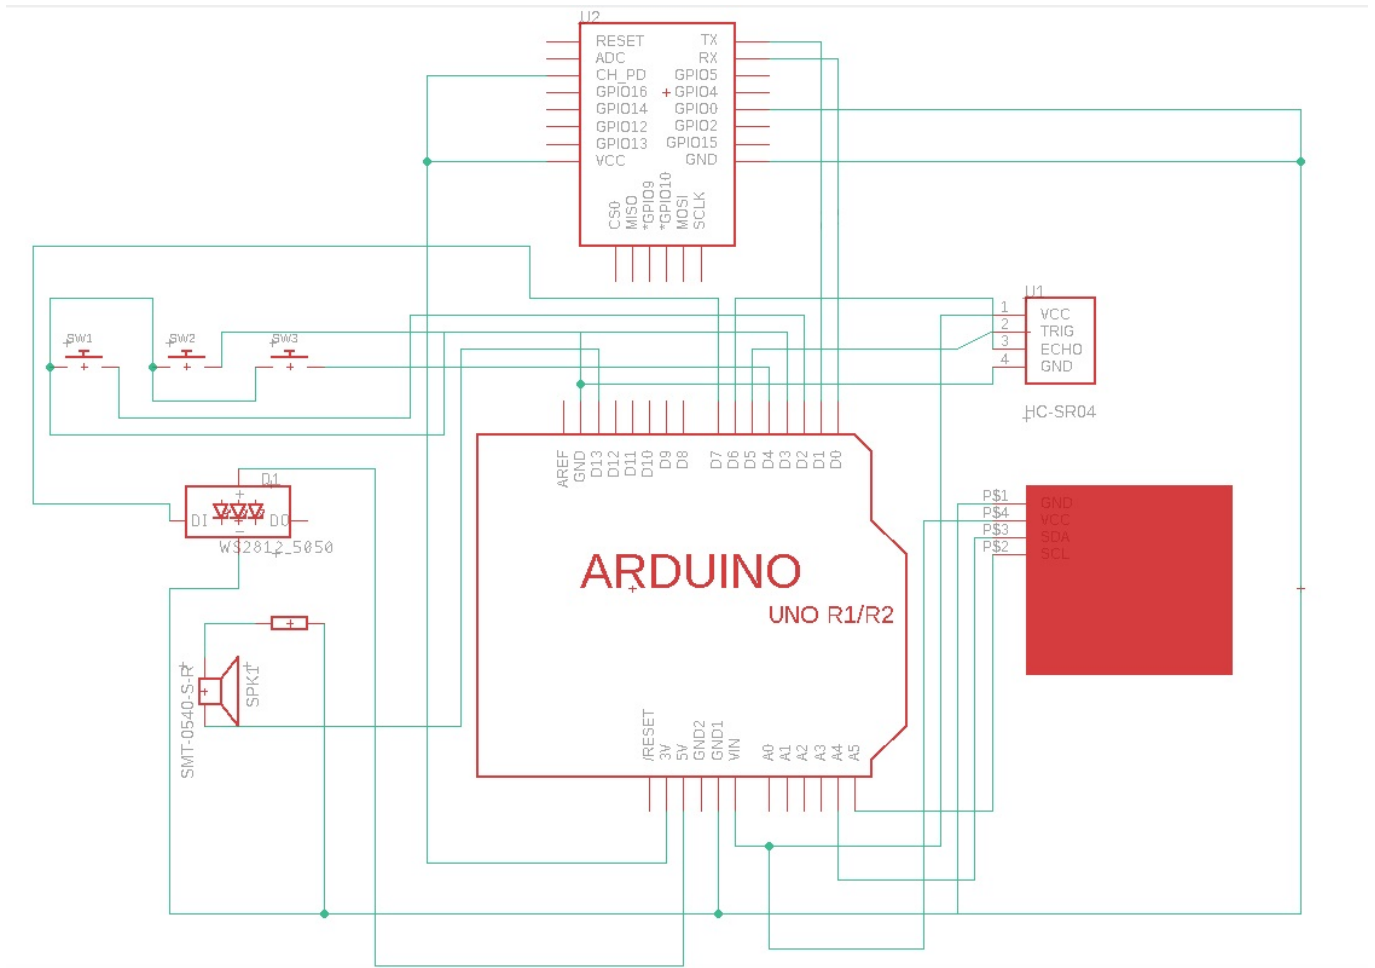 U2
RESET TX
ADC RX
CH_PD GPIO5
GPIO16 GPIO4
GPIO14 GPIO0
GPIO12 GPIO2
GPIO13 GPIO15
VCC GND
CS0 MISO *GPIO9 *GPIO10 MOSI SCLK
U1
1 VCC
2 TRIG
3 ECHO
4 GND
HC-SR04
SW1 SW2 SW3
AREF GND D13 D12 D11 D10 D9 D8 D7 D6 D5 D4 D3 D2 D1 D0
D1
DI DO
WS2812_5050
P$1 GND
P$4 VCC
P$3 SDA
P$2 SCL
ARDUINO
UNO R1/R2
SMT-0540-S-R
SPK1
/RESET 3V 5V GND2 GND1 VIN A0 A1 A2 A3 A4 A5